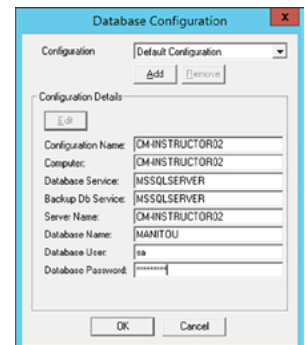 Database Configuration
x
Configuration Default Configuration
Add Remove
Configuration Details
Edit
Configuration Name: CM-INSTRUCTOR02
Computer: CM-INSTRUCTOR02
Database Service: MSSQLSERVER
Backup Db Service: MSSQLSERVER
Server Name: CM-INSTRUCTOR02
Database Name: MANITOU
Database User: sa
Database Password: ********
OK Cancel